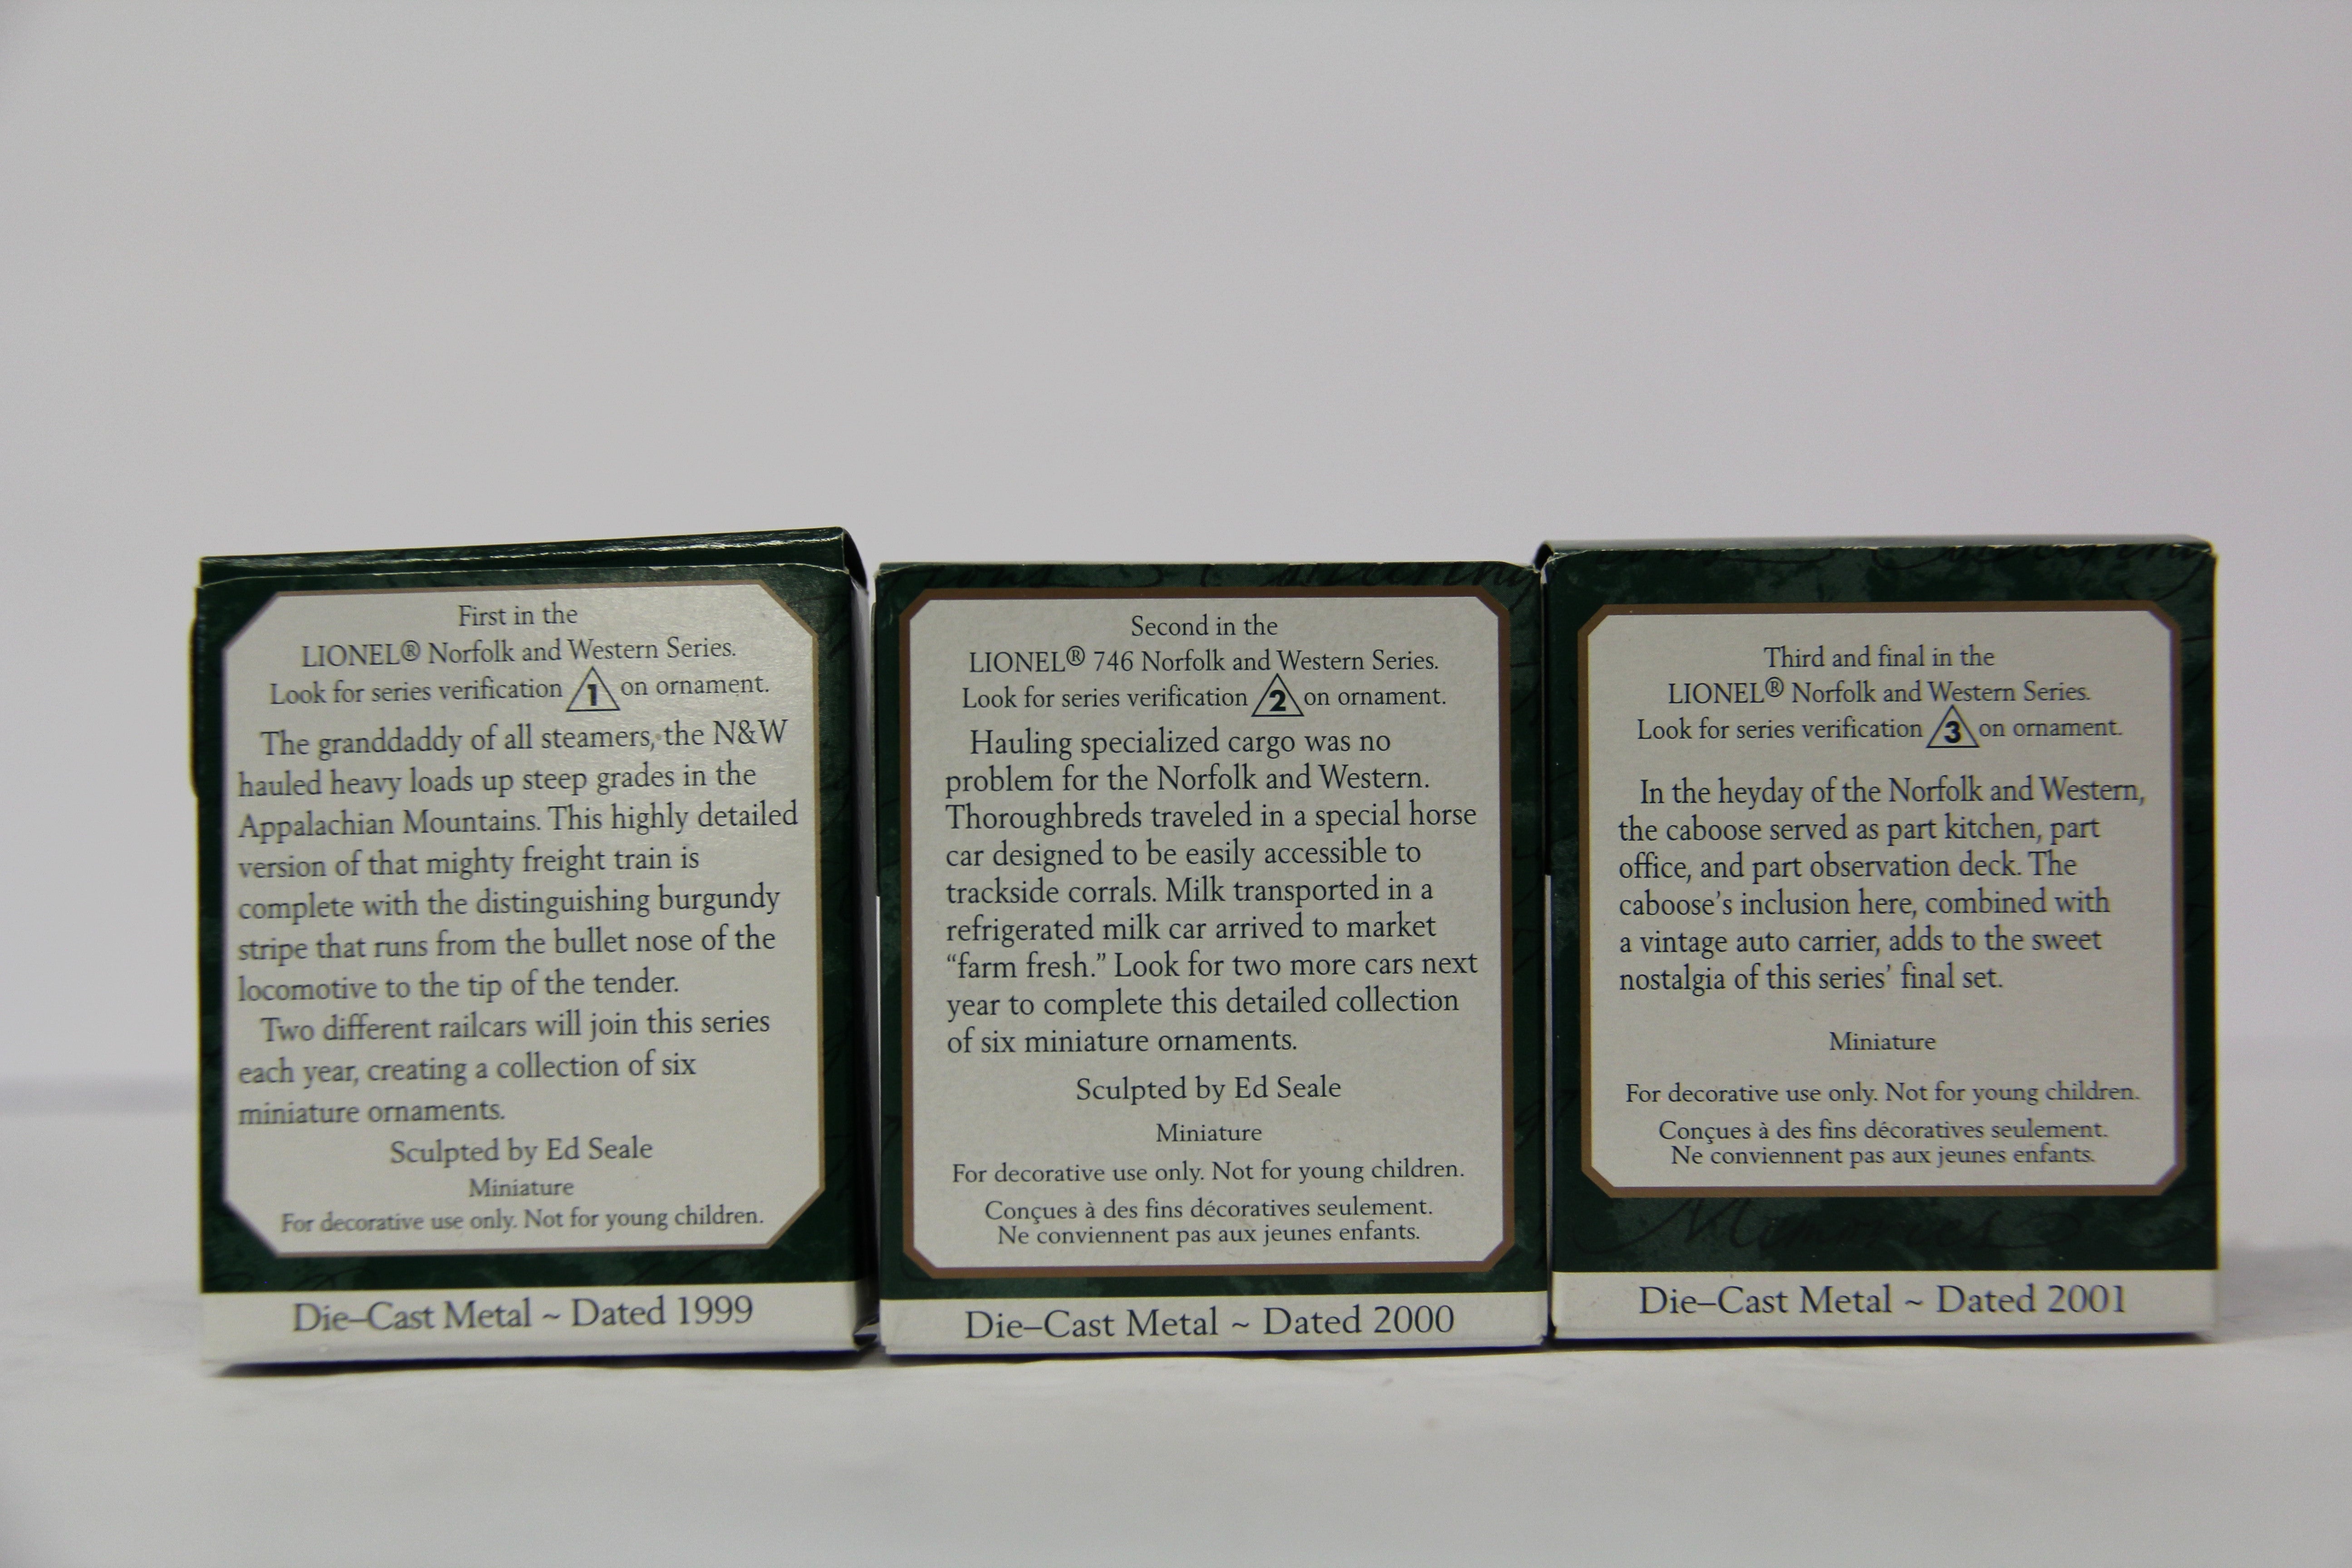 First in the
LIONEL® Norfolk and Western Series.
Look for series verification 1 on ornament.
The granddaddy of all steamers, the N&W
hauled heavy loads up steep grades in the
Appalachian Mountains. This highly detailed
version of that mighty freight train is
complete with the distinguishing burgundy
stripe that runs from the bullet nose of the
locomotive to the tip of the tender.
Two different railcars will join this series
each year, creating a collection of six
miniature ornaments.
Sculpted by Ed Seale
Miniature
For decorative use only. Not for young children.
Die–Cast Metal ~ Dated 1999
Second in the
LIONEL® 746 Norfolk and Western Series.
Look for series verification 2 on ornament.
Hauling specialized cargo was no
problem for the Norfolk and Western.
Thoroughbreds traveled in a special horse
car designed to be easily accessible to
trackside corrals. Milk transported in a
refrigerated milk car arrived to market
“farm fresh.” Look for two more cars next
year to complete this detailed collection
of six miniature ornaments.
Sculpted by Ed Seale
Miniature
For decorative use only. Not for young children.
Conçues à des fins décoratives seulement.
Ne conviennent pas aux jeunes enfants.
Die–Cast Metal ~ Dated 2000
Third and final in the
LIONEL® Norfolk and Western Series.
Look for series verification 3 on ornament.
In the heyday of the Norfolk and Western,
the caboose served as part kitchen, part
office, and part observation deck. The
caboose’s inclusion here, combined with
a vintage auto carrier, adds to the sweet
nostalgia of this series’ final set.
Miniature
For decorative use only. Not for young children.
Conçues à des fins décoratives seulement.
Ne conviennent pas aux jeunes enfants.
Memories
Die–Cast Metal ~ Dated 2001